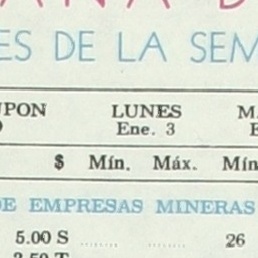 ES DE LA SEM
UPON LUNES
Ene. 3
$ Mín. Máx. Mín
DE EMPRESAS MINERAS
5.00 S ........ ........ 26